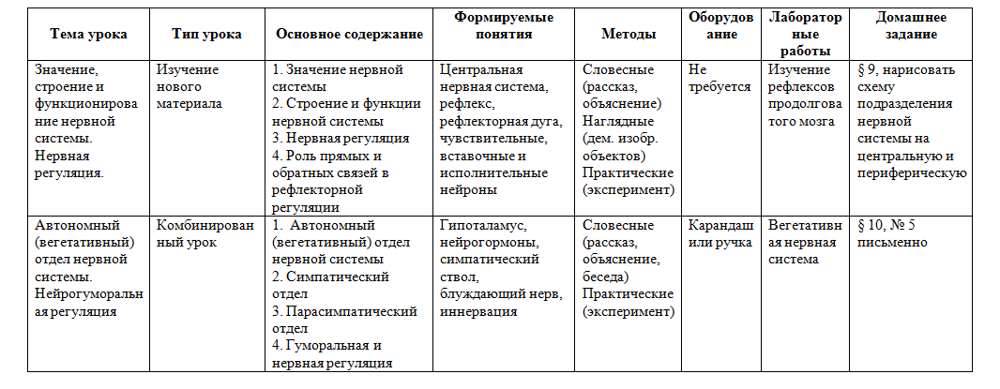 Тема урока
Тип урока
Основное содержание
Формируемые
понятия
Методы
Оборудов
ание
Лаборатор
ные
работы
Домашнее
задание
Значение,
строение и
функционирова
ние нервной
системы.
Нервная
регуляция.
Изучение
нового
материала
1. Значение нервной
системы
2. Строение и функции
нервной системы
3. Нервная регуляция
4. Роль прямых и
обратных связей в
рефлекторной
регуляции
Центральная
нервная система,
рефлекс,
рефлекторная дуга,
чувствительные,
вставочные и
исполнительные
нейроны
Словесные
(рассказ,
объяснение)
Наглядные
(дем. изобр.
объектов)
Практические
(эксперимент)
Не
требуется
Изучение
рефлексов
продолгова
того мозга
§ 9, нарисовать
схему
подразделения
нервной
системы на
центральную и
периферическую
Автономный
(вегетативный)
отдел нервной
системы.
Нейрогуморальн
ая регуляция
Комбинирован
ный урок
1. Автономный
(вегетативный) отдел
нервной системы
2. Симпатический
отдел
3. Парасимпатический
отдел
4. Гуморальная и
нервная регуляция
Гипоталамус,
нейрогормоны,
симпатический
ствол,
блуждающий нерв,
иннервация
Словесные
(рассказ,
объяснение,
беседа)
Практические
(эксперимент)
Карандаш
или ручка
Вегетативн
ая нервная
система
§ 10, № 5
письменно